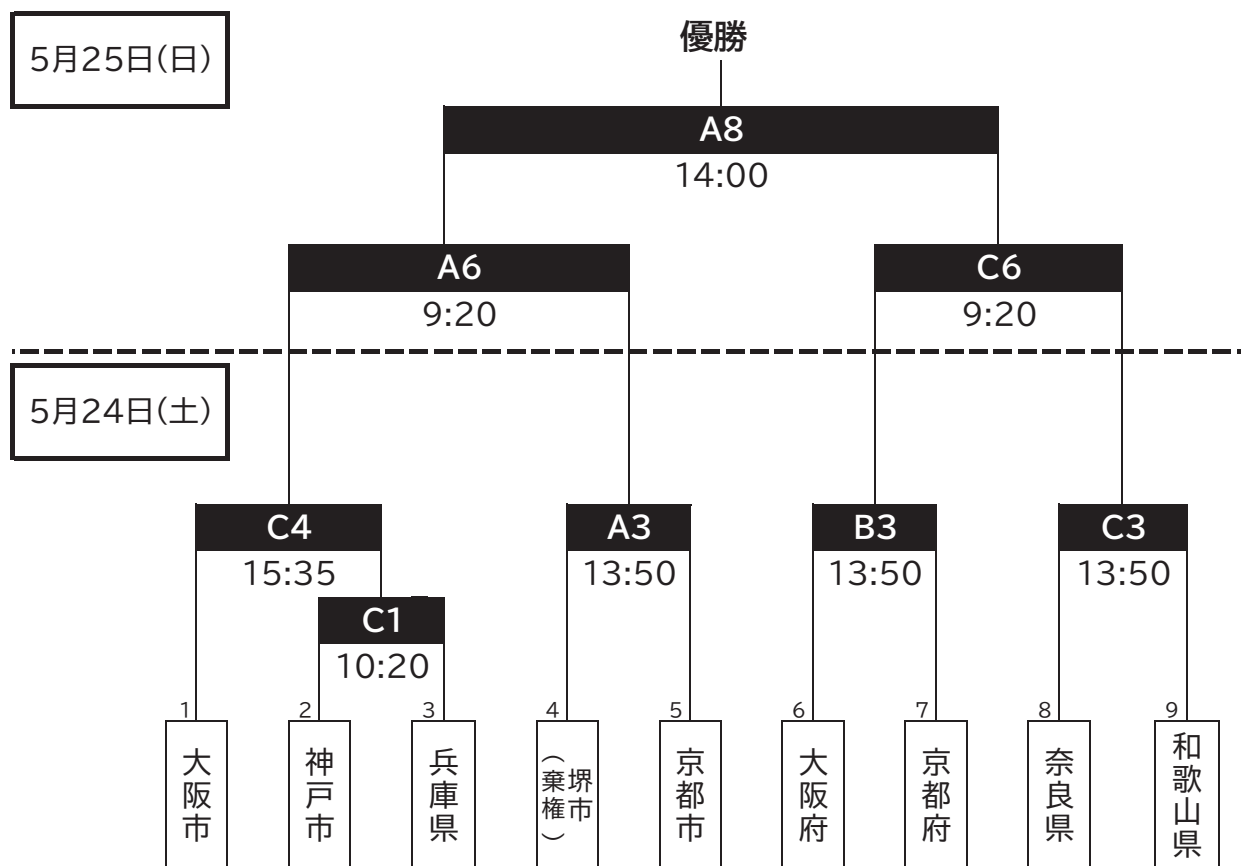 5月25日(日)
優勝
A8
14:00
A6
9:20
C6
9:20
5月24日(土)
C4
15:35
A3
13:50
B3
13:50
C3
13:50
C1
10:20
1
大阪市
2
神戸市
3
兵庫県
4
堺市
(棄権)
5
京都市
6
大阪府
7
京都府
8
奈良県
9
和歌山県